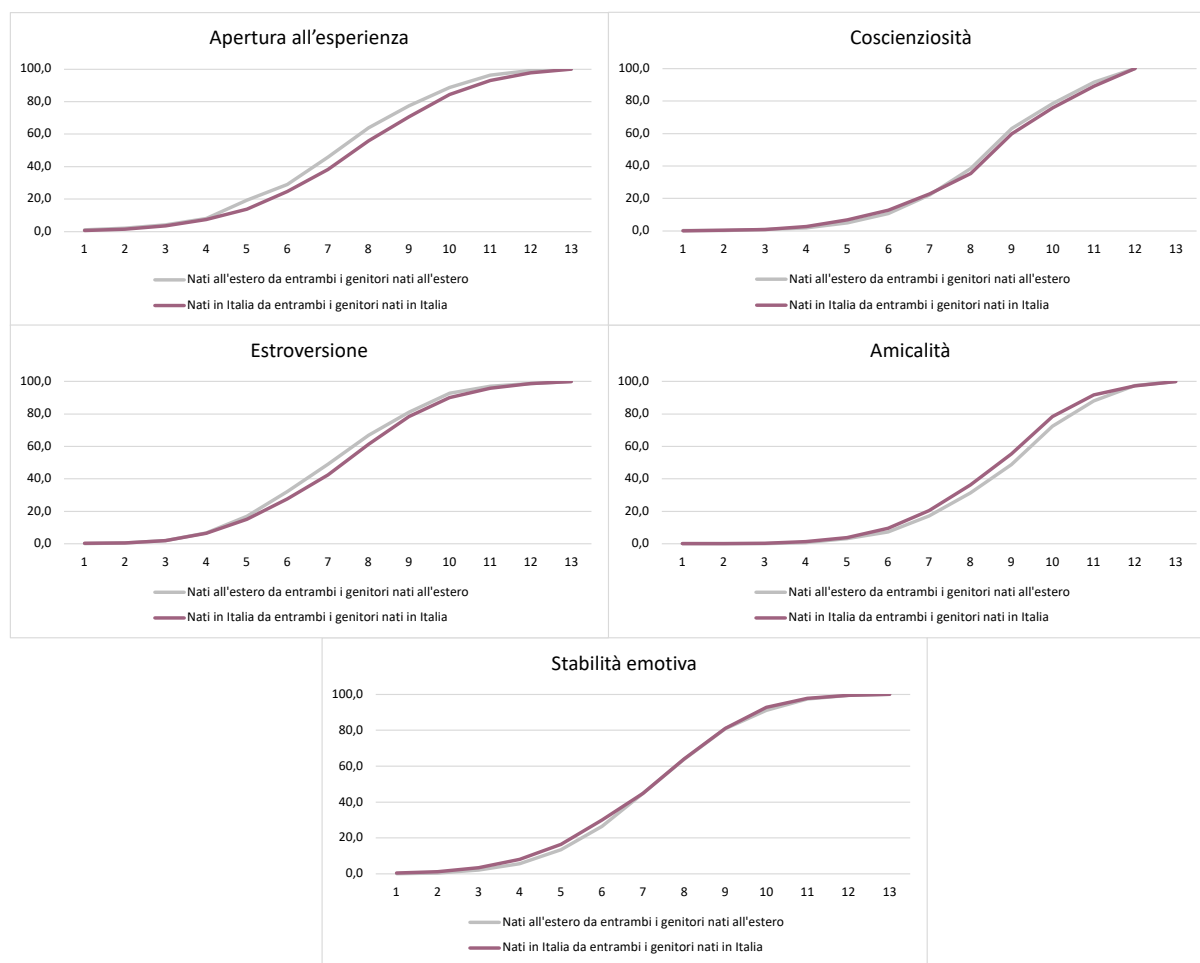 Apertura all'esperienza
100,0
80,0
60,0
40,0
20,0
0,0
1 2 3 4 5 6 7 8 9 10 11 12 13
Nati all'estero da entrambi i genitori nati all'estero
Nati in Italia da entrambi i genitori nati in Italia
Coscienziosità
100,0
80,0
60,0
40,0
20,0
0,0
1 2 3 4 5 6 7 8 9 10 11 12 13
Nati all'estero da entrambi i genitori nati all'estero
Nati in Italia da entrambi i genitori nati in Italia
Estroversione
100,0
80,0
60,0
40,0
20,0
0,0
1 2 3 4 5 6 7 8 9 10 11 12 13
Nati all'estero da entrambi i genitori nati all'estero
Nati in Italia da entrambi i genitori nati in Italia
Amicalità
100,0
80,0
60,0
40,0
20,0
0,0
1 2 3 4 5 6 7 8 9 10 11 12 13
Nati all'estero da entrambi i genitori nati all'estero
Nati in Italia da entrambi i genitori nati in Italia
Stabilità emotiva
100,0
80,0
60,0
40,0
20,0
0,0
1 2 3 4 5 6 7 8 9 10 11 12 13
Nati all'estero da entrambi i genitori nati all'estero
Nati in Italia da entrambi i genitori nati in Italia